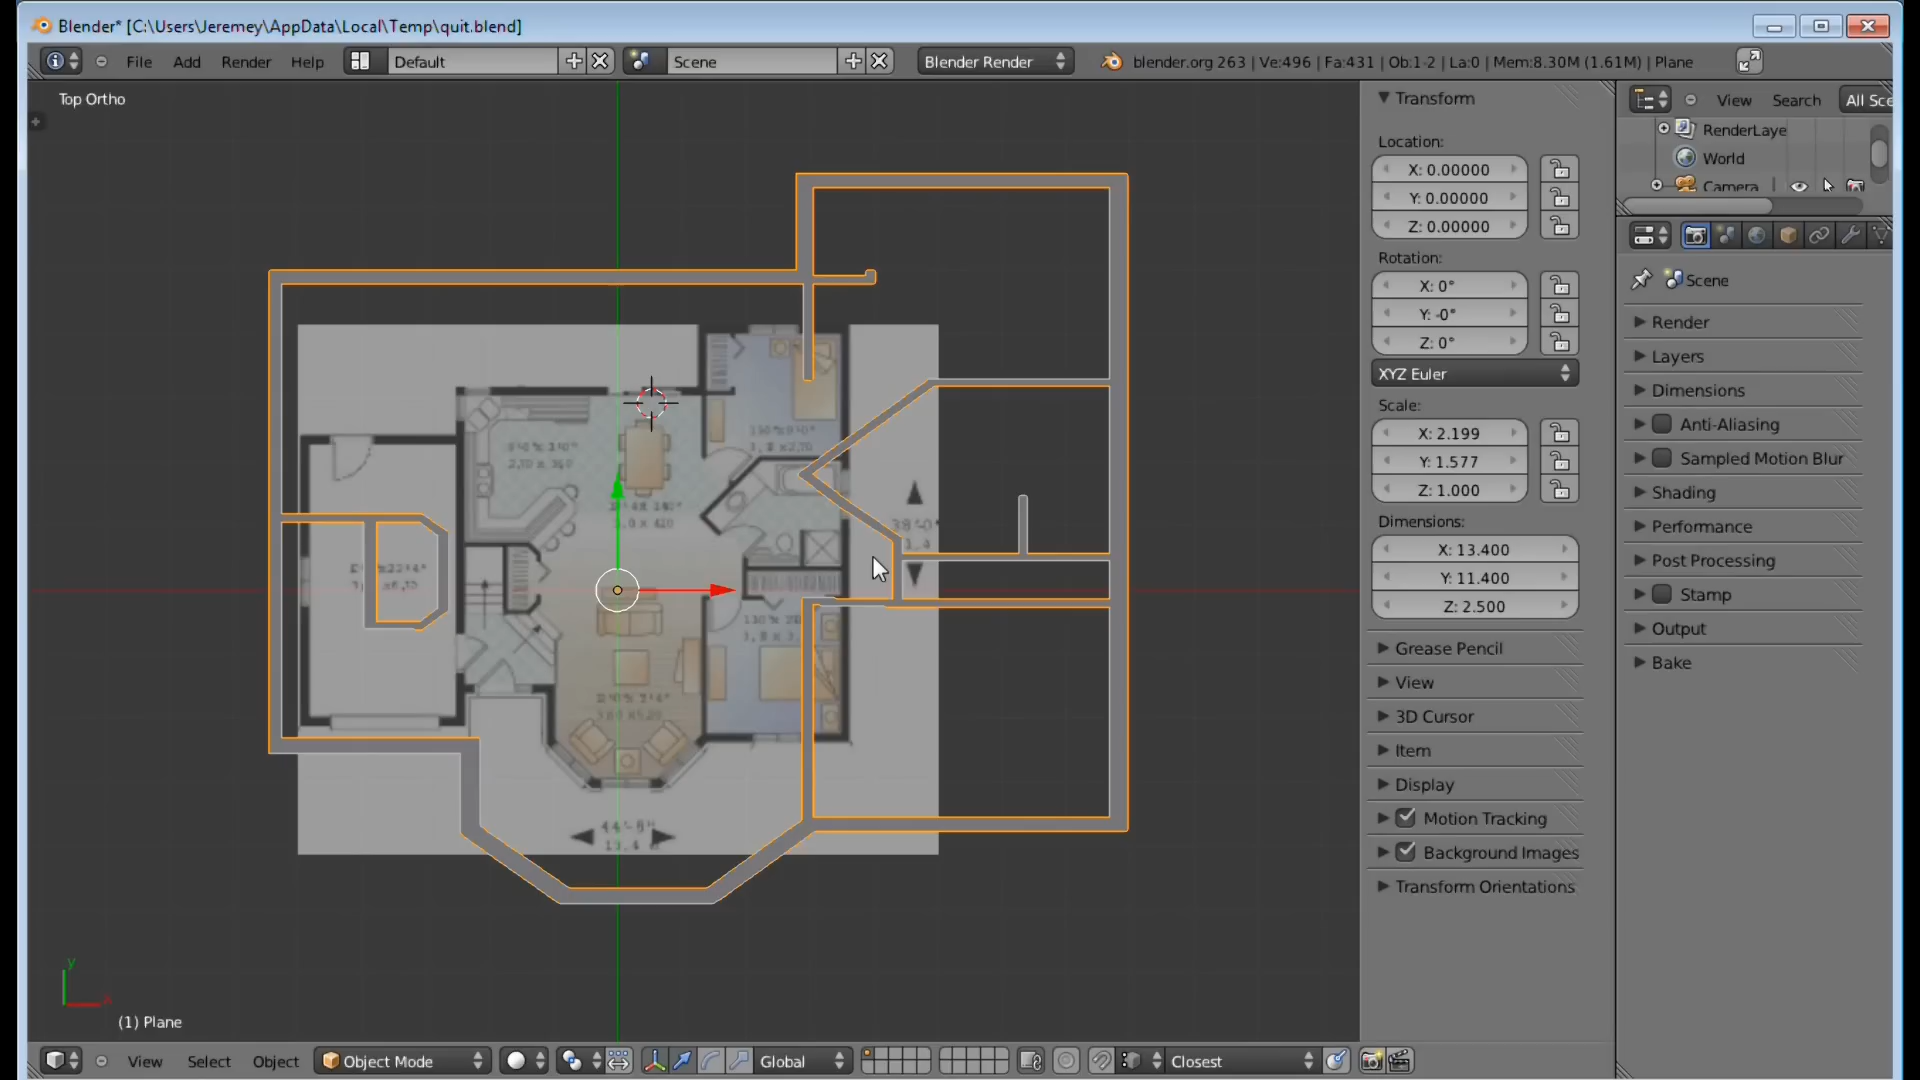 Blender* [C:\Users\Jeremey\AppData\Local\Temp\quit.blend]
File Add Render Help Default Scene Blender Render blender.org 263 | Ve:496 | Fa:431 | Ob:1-2 | La:0 | Mem:8.30M (1.61M) | Plane
Top Ortho
Transform
Location:
X: 0.00000
Y: 0.00000
Z: 0.00000
Rotation:
X: 0°
Y: -0°
Z: 0°
XYZ Euler
Scale:
X: 2.199
Y: 1.577
Z: 1.000
Dimensions:
X: 13.400
Y: 11.400
Z: 2.500
Grease Pencil
View
3D Cursor
Item
Display
Motion Tracking
Background Images
Transform Orientations
View Search All Sce
RenderLaye
World
Camera
Scene
Render
Layers
Dimensions
Anti-Aliasing
Sampled Motion Blur
Shading
Performance
Post Processing
Stamp
Output
Bake
y
(1) Plane
View Select Object Object Mode Global Closest